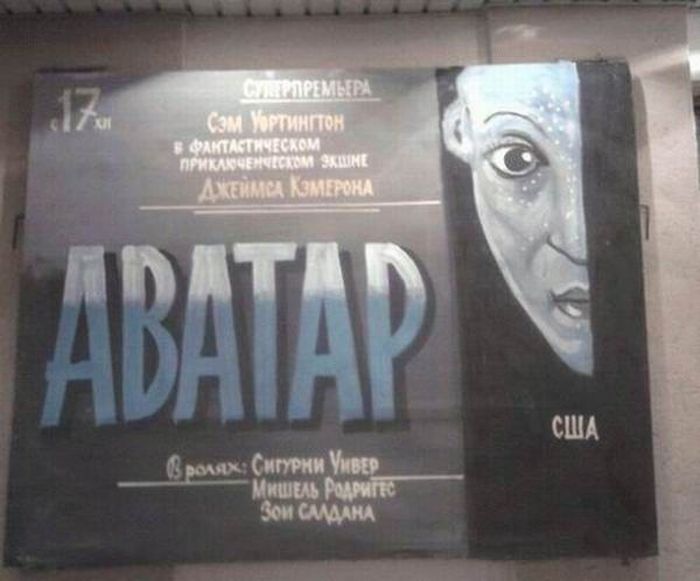 с 17 XII
СУПЕРПРЕМЬЕРА
Сэм Уортингтон
в фантастическом
приключенческом экшне
Джеймса Кэмерона
АВАТАР
В ролях: Сигурни Уивер
Мишель Родригес
Зои Салдана
США